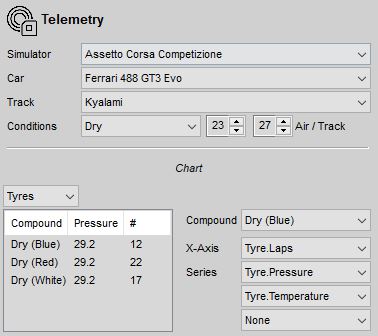 Telemetry
Simulator Assetto Corsa Competizione
Car Ferrari 488 GT3 Evo
Track Kyalami
Conditions Dry 23 27 Air / Track
Chart
Tyres
Compound Pressure #
Dry (Blue) 29.2 12
Dry (Red) 29.2 22
Dry (White) 29.2 17
Compound Dry (Blue)
X-Axis Tyre.Laps
Series Tyre.Pressure
Tyre.Temperature
None